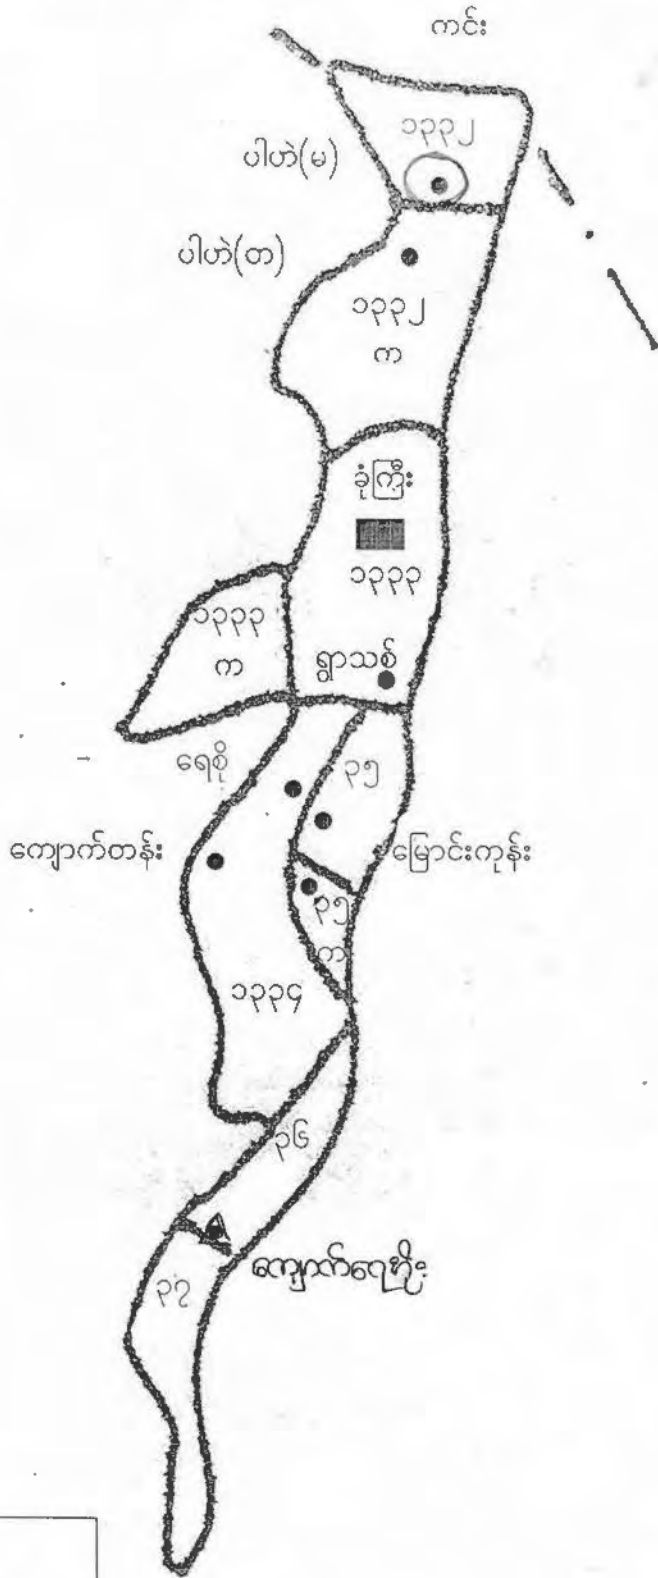 ကင်း
၁၃၃၂
ပါဟဲ(မ)
ပါဟဲ(တ)
၁၃၃၂
က
ခုံကြီး
၁၃၃၃
၁၃၃၃
က
ရွာသစ်
ရေစို
၃၅
ကျောက်တန်း
မြောင်းကုန်း
၃၅
က
၁၃၃၄
၃၆
ကျောက်ရေအိုး
၃၇